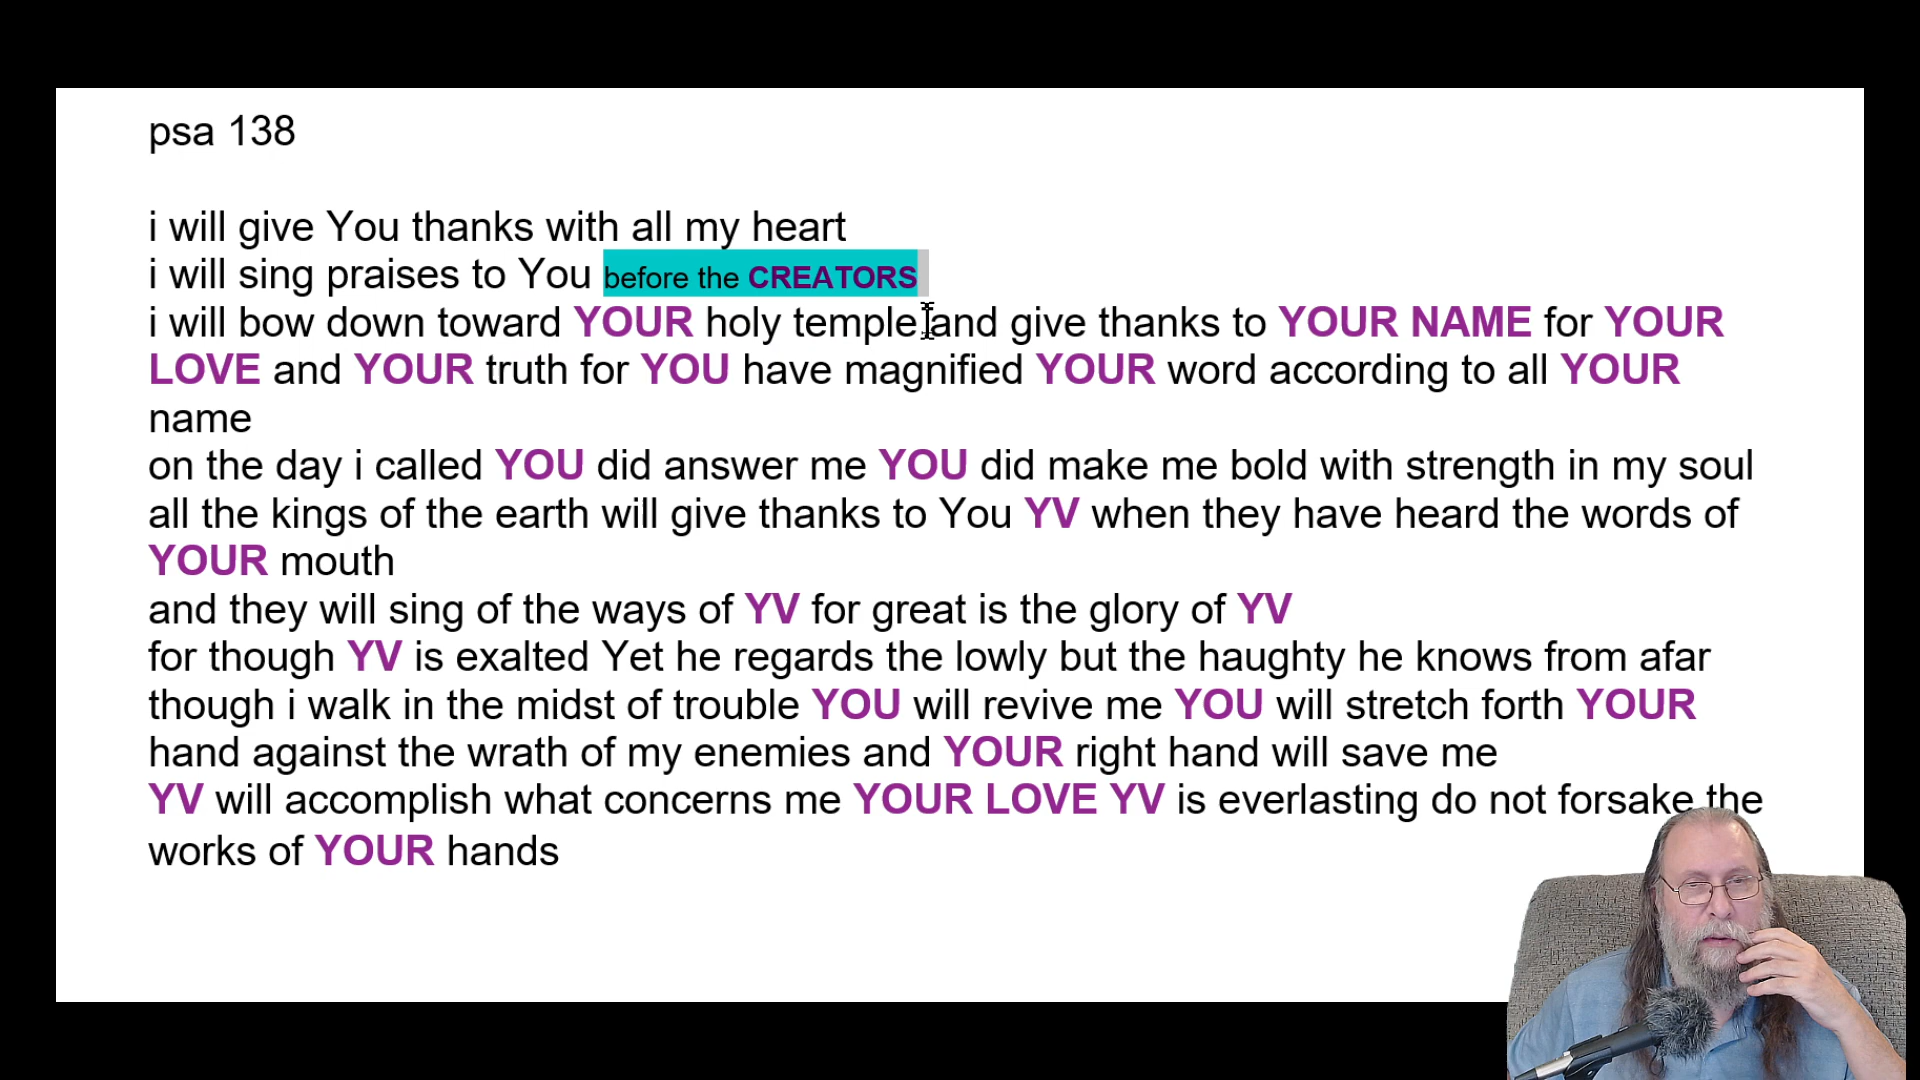 psa 138
i will give You thanks with all my heart
i will sing praises to You before the CREATORS
i will bow down toward YOUR holy temple and give thanks to YOUR NAME for YOUR
LOVE and YOUR truth for YOU have magnified YOUR word according to all YOUR
name
on the day i called YOU did answer me YOU did make me bold with strength in my soul
all the kings of the earth will give thanks to You YV when they have heard the words of
YOUR mouth
and they will sing of the ways of YV for great is the glory of YV
for though YV is exalted Yet he regards the lowly but the haughty he knows from afar
though i walk in the midst of trouble YOU will revive me YOU will stretch forth YOUR
hand against the wrath of my enemies and YOUR right hand will save me
YV will accomplish what concerns me YOUR LOVE YV is everlasting do not forsake the
works of YOUR hands